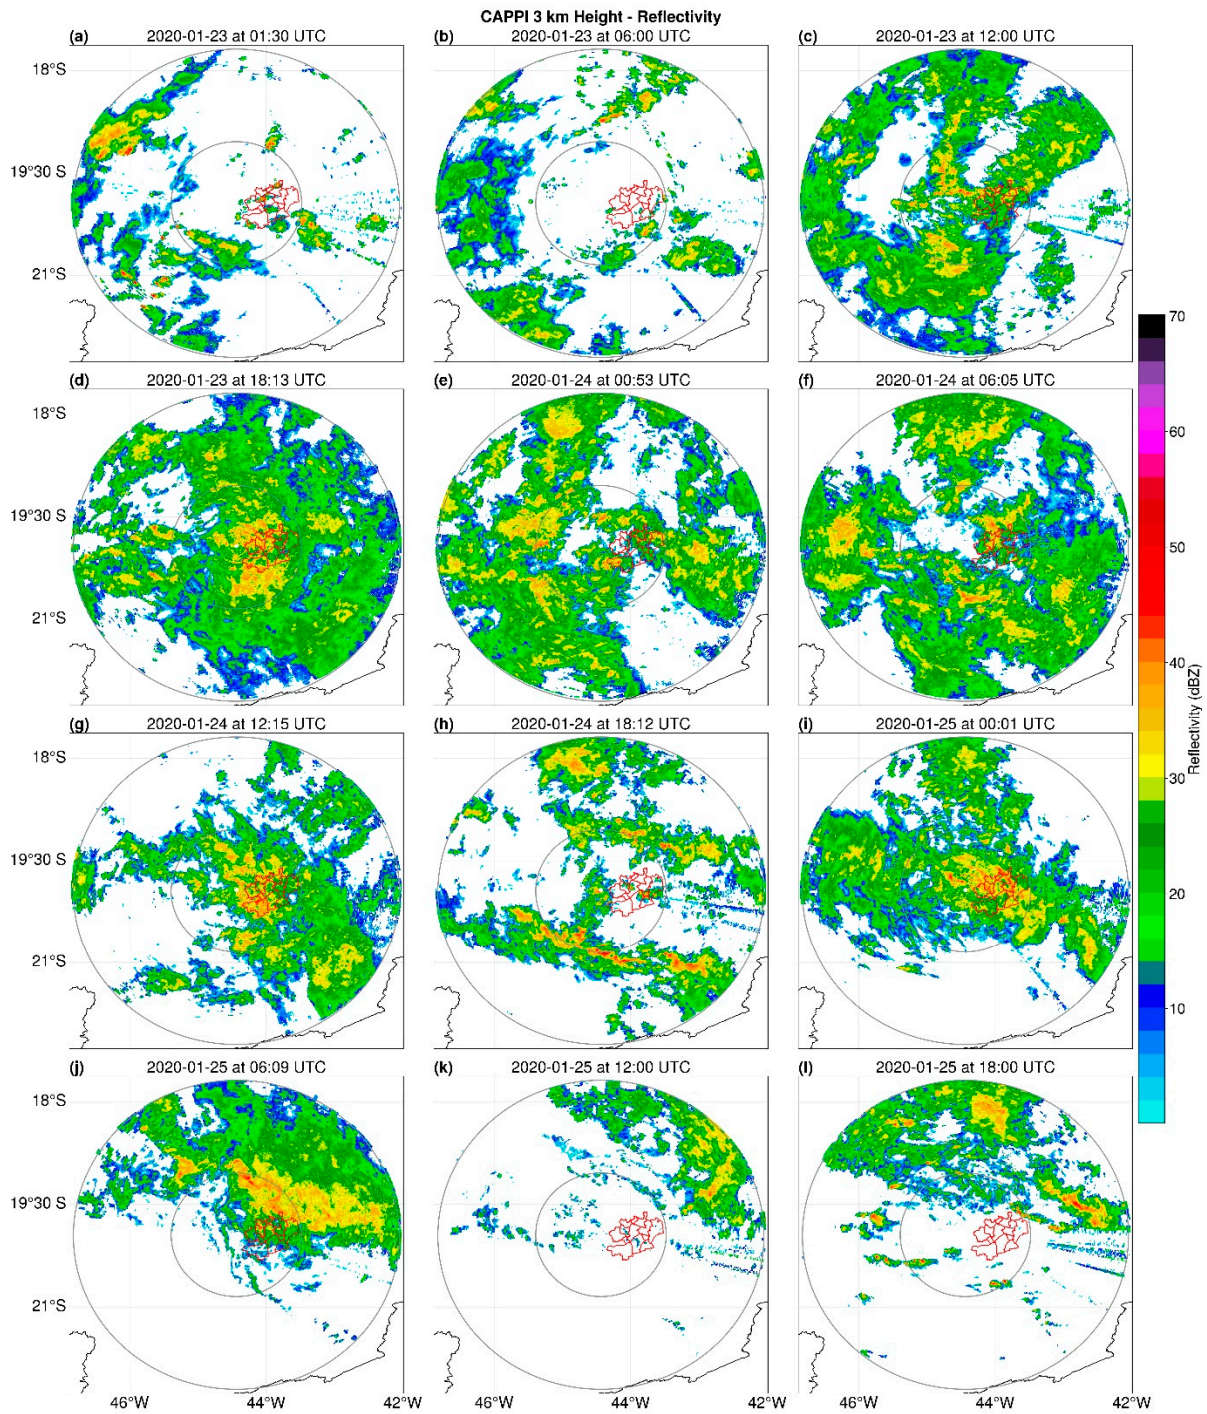 CAPPI 3 km Height - Reflectivity
(a) 2020-01-23 at 01:30 UTC
(b) 2020-01-23 at 06:00 UTC
(c) 2020-01-23 at 12:00 UTC
18°S
19°30 S
21°S
(d) 2020-01-23 at 18:13 UTC
(e) 2020-01-24 at 00:53 UTC
(f) 2020-01-24 at 06:05 UTC
18°S
19°30 S
21°S
(g) 2020-01-24 at 12:15 UTC
(h) 2020-01-24 at 18:12 UTC
(i) 2020-01-25 at 00:01 UTC
18°S
19°30 S
21°S
(j) 2020-01-25 at 06:09 UTC
(k) 2020-01-25 at 12:00 UTC
(l) 2020-01-25 at 18:00 UTC
18°S
19°30 S
21°S
46°W 44°W 42°W
46°W 44°W 42°W
46°W 44°W 42°W
70
60
50
40
30
20
10
Reflectivity (dBZ)